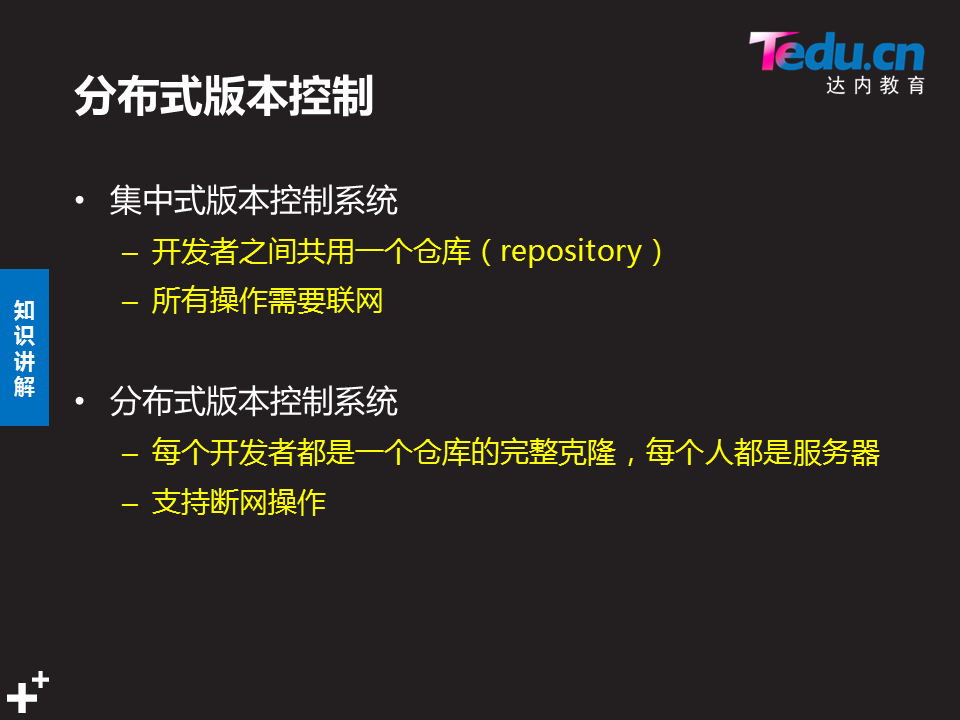 Tedu.cn
达内教育
分布式版本控制
• 集中式版本控制系统
– 开发者之间共用一个仓库（repository）
– 所有操作需要联网
• 分布式版本控制系统
– 每个开发者都是一个仓库的完整克隆，每个人都是服务器
– 支持断网操作
知
识
讲
解